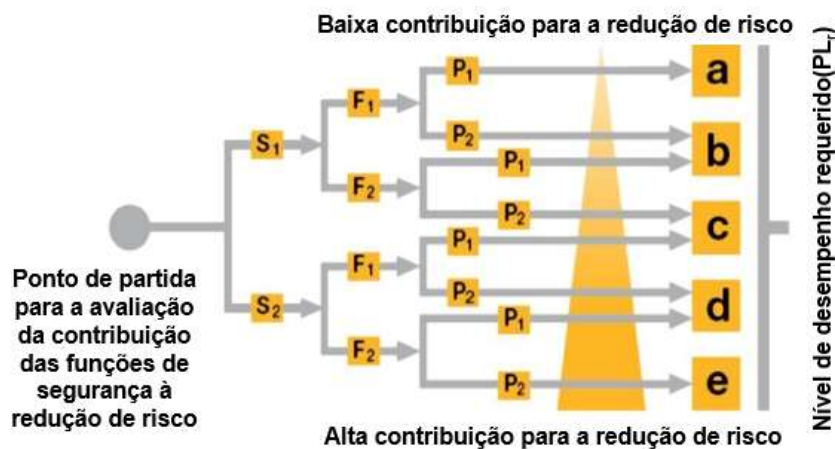 Baixa contribuição para a redução de risco
P1
a
F1
P2
b
S1
P1
F2
P2
c
P1
F1
P2
d
S2
P1
F2
P2
e
Ponto de partida
para a avaliação
da contribuição
das funções de
segurança à
redução de risco
Alta contribuição para a redução de risco
Nível de desempenho requerido(PLr)